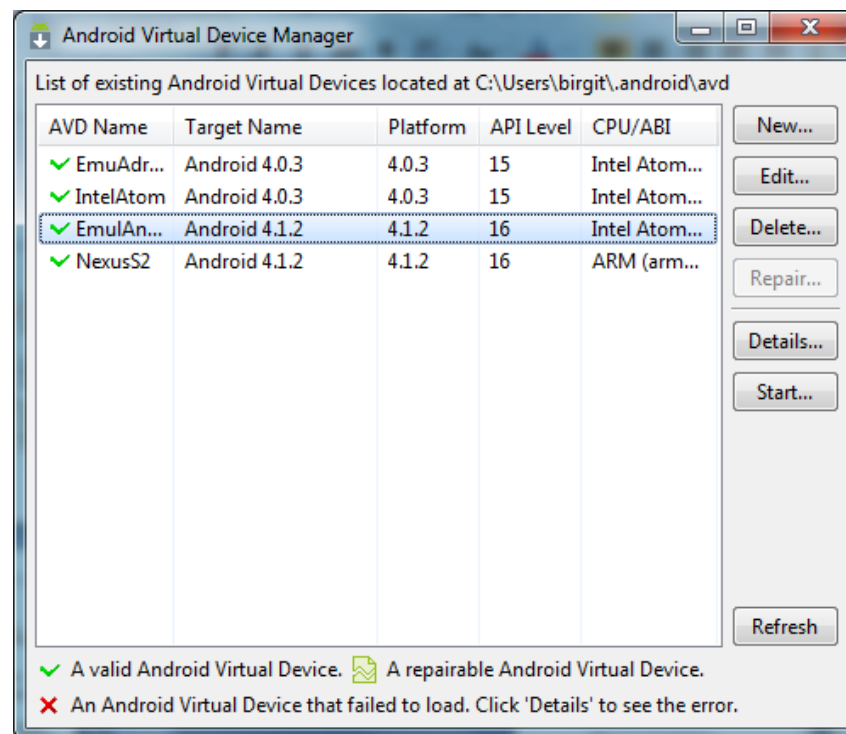 Android Virtual Device Manager
List of existing Android Virtual Devices located at C:\Users\birgit\.android\avd
AVD Name Target Name Platform API Level CPU/ABI
EmuAdr... Android 4.0.3 4.0.3 15 Intel Atom...
IntelAtom Android 4.0.3 4.0.3 15 Intel Atom...
EmulAn... Android 4.1.2 4.1.2 16 Intel Atom...
NexusS2 Android 4.1.2 4.1.2 16 ARM (arm...
New...
Edit...
Delete...
Repair...
Details...
Start...
Refresh
A valid Android Virtual Device. A repairable Android Virtual Device.
An Android Virtual Device that failed to load. Click 'Details' to see the error.